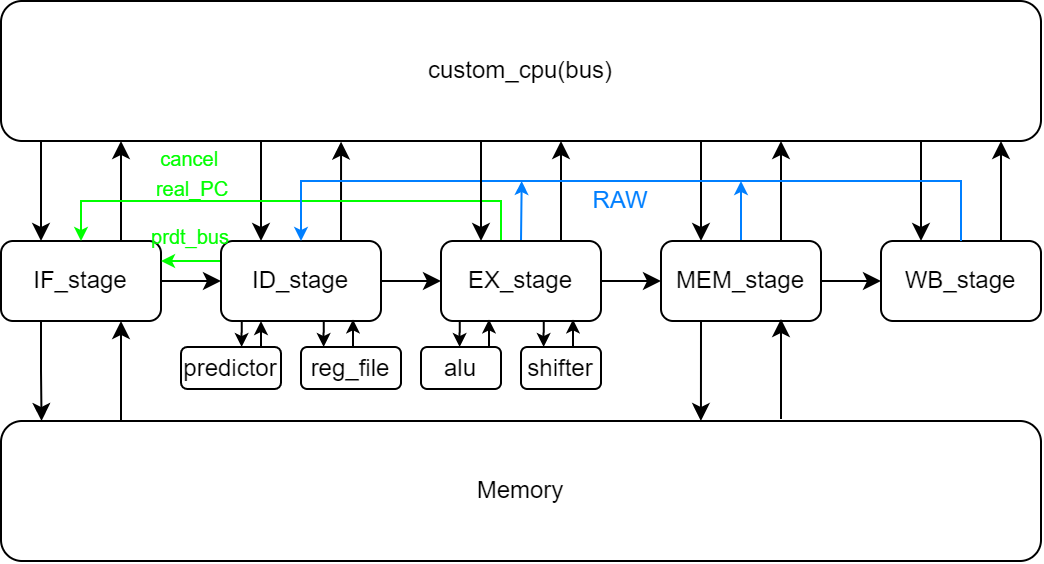 custom_cpu(bus)
cancel
real_PC
RAW
prdt_bus
IF_stage
ID_stage
EX_stage
MEM_stage
WB_stage
predictor
reg_file
alu
shifter
Memory